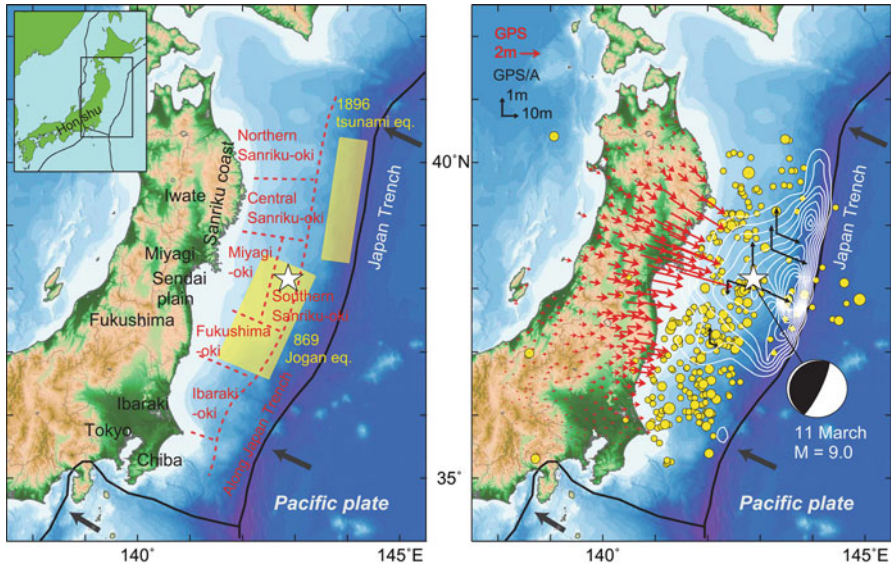 Honshu
1896
tsunami eq.
Northern
Sanriku-oki
Central
Sanriku-oki
Sanriku coast
Iwate
Miyagi
-oki
Miyagi
Sendai
plain
Southern
Sanriku-oki
Fukushima
Fukushima
-oki
869
Jogan eq.
Japan Trench
Ibaraki
-oki
Ibaraki
Tokyo
Along Japan Trench
Chiba
Pacific plate
140°
145°E
GPS
2m
GPS/A
1m
10m
40°N
Japan Trench
11 March
M = 9.0
35°
Pacific plate
140°
145°E